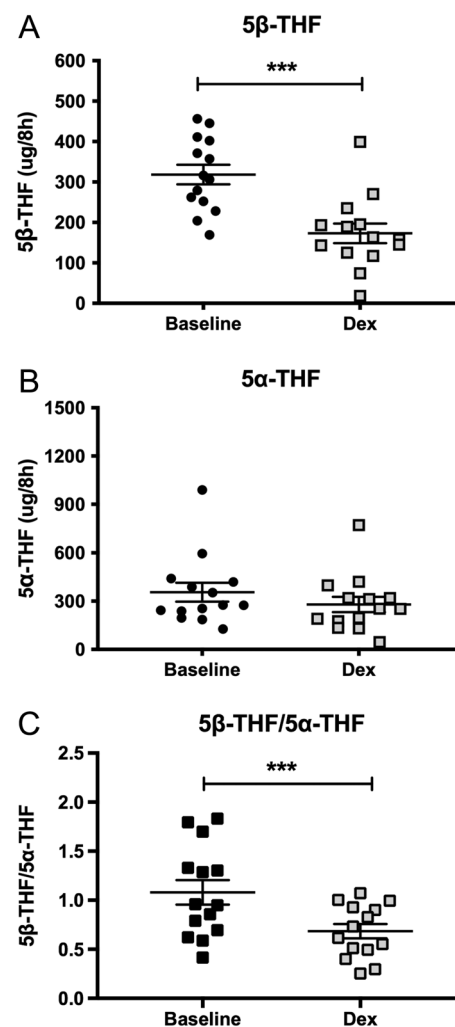 A
5β-THF
***
600
500
400
300
200
100
0
5β-THF (ug/8h)
Baseline Dex
B
5α-THF
1500
1200
900
600
300
0
5α-THF (ug/8h)
Baseline Dex
C
5β-THF/5α-THF
***
2.5
2.0
1.5
1.0
0.5
0.0
5β-THF/5α-THF
Baseline Dex